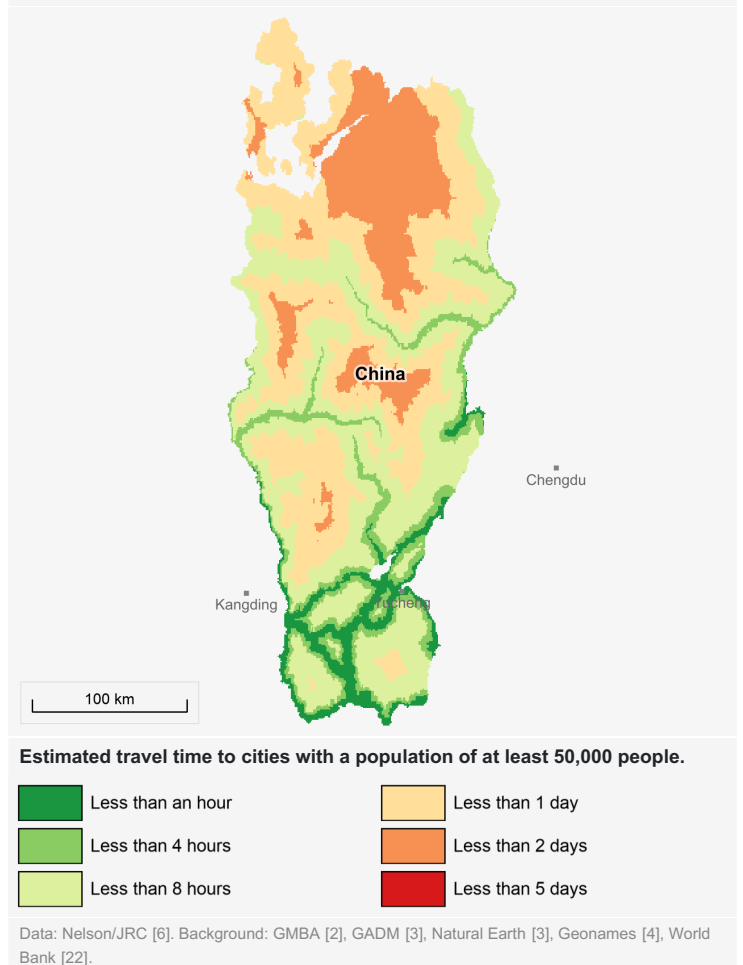 China
Chengdu
Kangding
Yucheng
100 km
Estimated travel time to cities with a population of at least 50,000 people.
Less than an hour
Less than 1 day
Less than 4 hours
Less than 2 days
Less than 8 hours
Less than 5 days
Data: Nelson/JRC [6]. Background: GMBA [2], GADM [3], Natural Earth [3], Geonames [4], World
Bank [22].